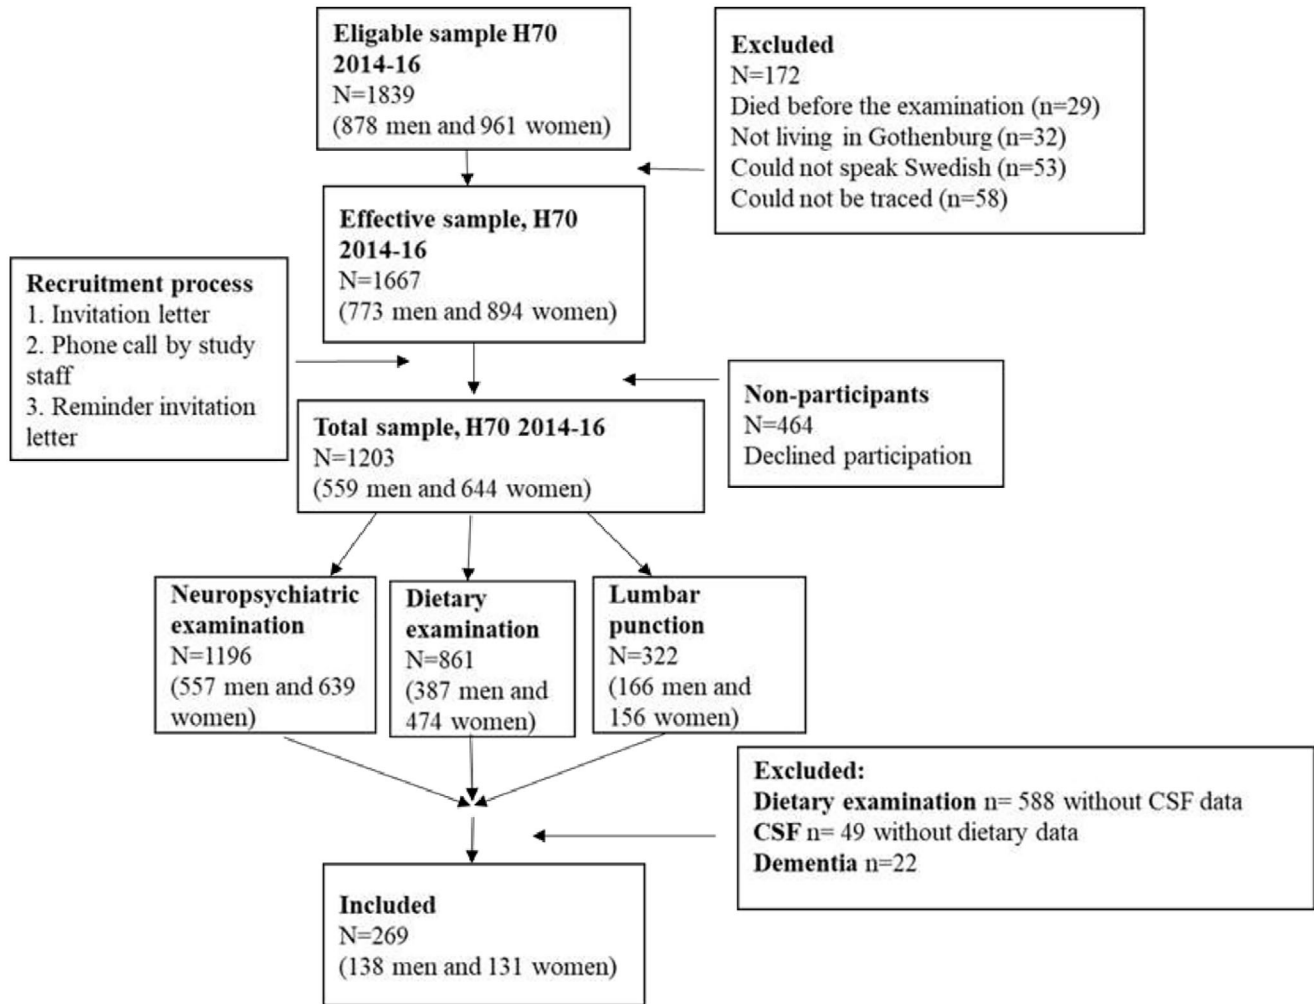 Eligable sample H70
2014-16
N=1839
(878 men and 961 women)
Excluded
N=172
Died before the examination (n=29)
Not living in Gothenburg (n=32)
Could not speak Swedish (n=53)
Could not be traced (n=58)
Effective sample, H70
2014-16
N=1667
(773 men and 894 women)
Recruitment process
1. Invitation letter
2. Phone call by study
staff
3. Reminder invitation
letter
Non-participants
N=464
Declined participation
Total sample, H70 2014-16
N=1203
(559 men and 644 women)
Neuropsychiatric
examination
N=1196
(557 men and 639
women)
Dietary
examination
N=861
(387 men and
474 women)
Lumbar
punction
N=322
(166 men and
156 women)
Excluded:
Dietary examination n= 588 without CSF data
CSF n= 49 without dietary data
Dementia n=22
Included
N=269
(138 men and 131 women)